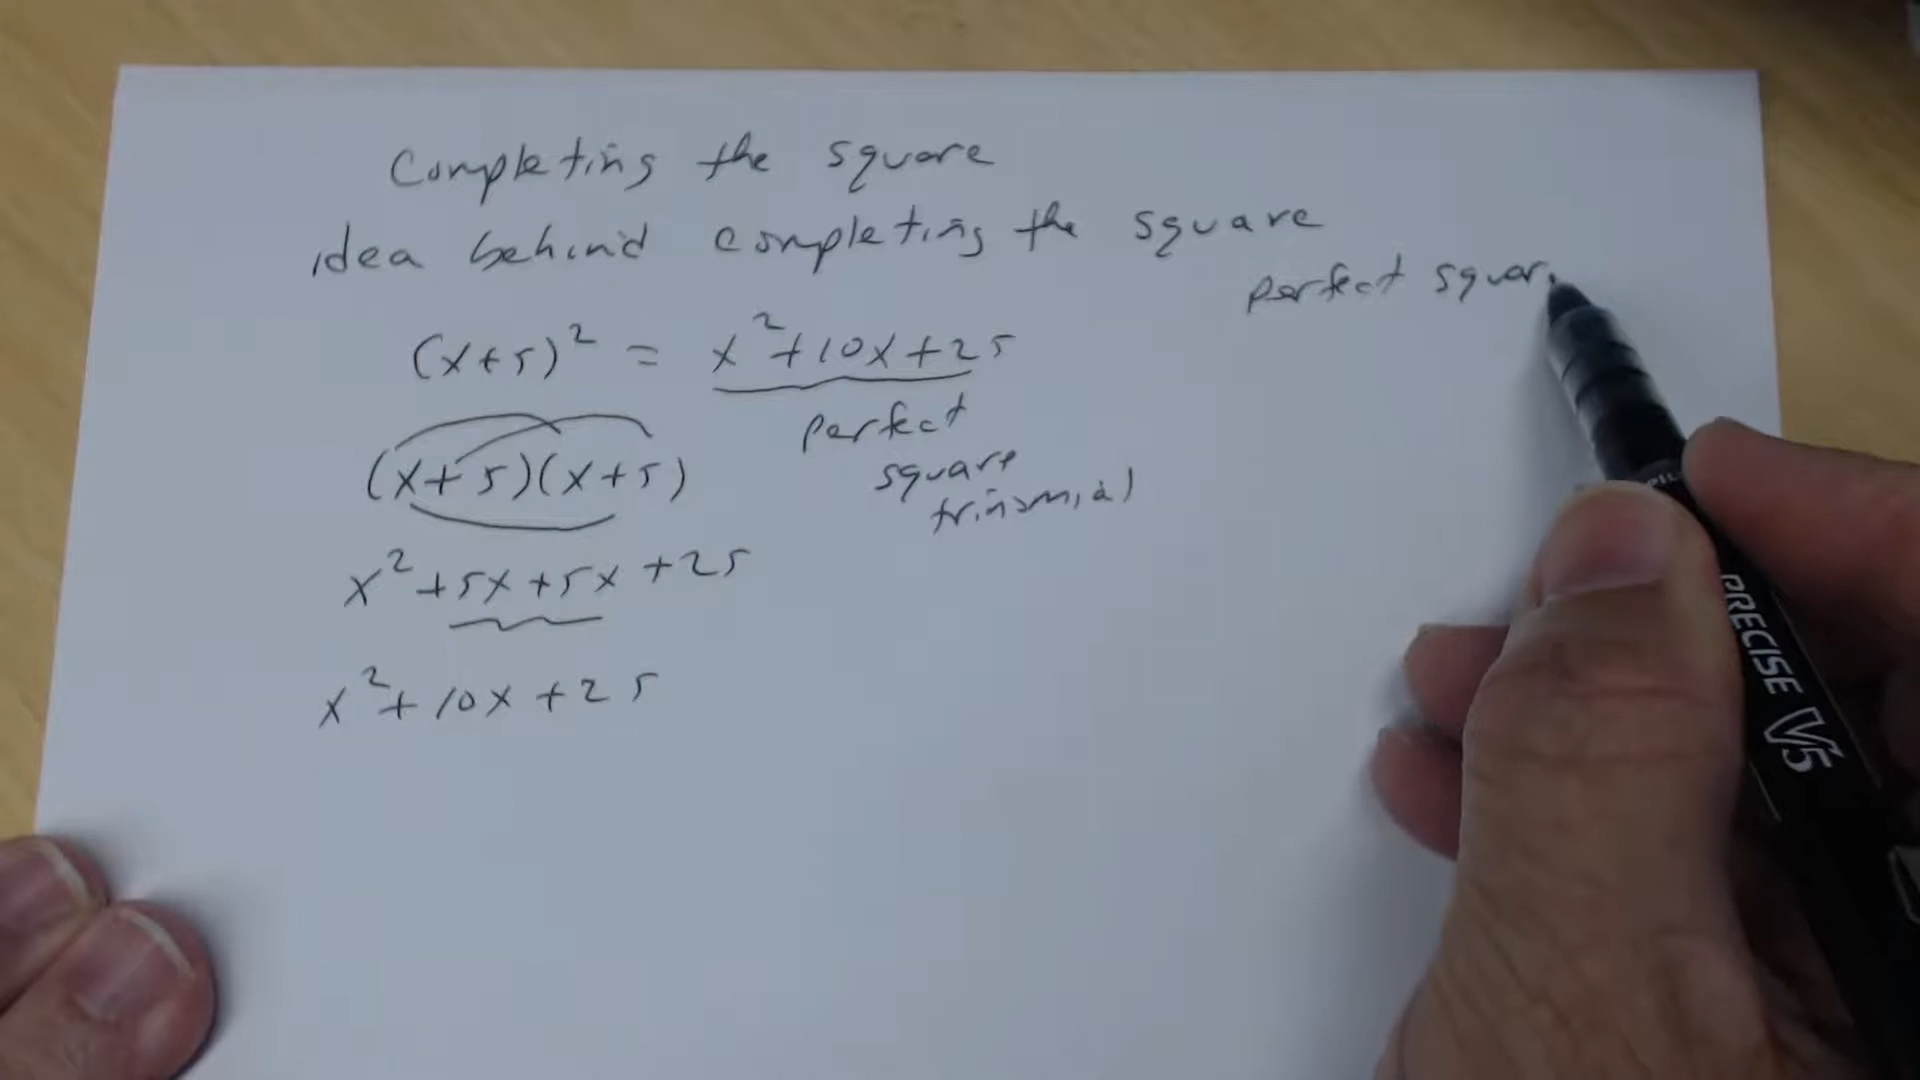 Completing the square
idea behind completing the square
perfect squar
(x+5)² = x²+10x+25
perfect
square
trinomial
(x+5)(x+5)
x²+5x+5x+25
x²+10x+25
PRECISE V5